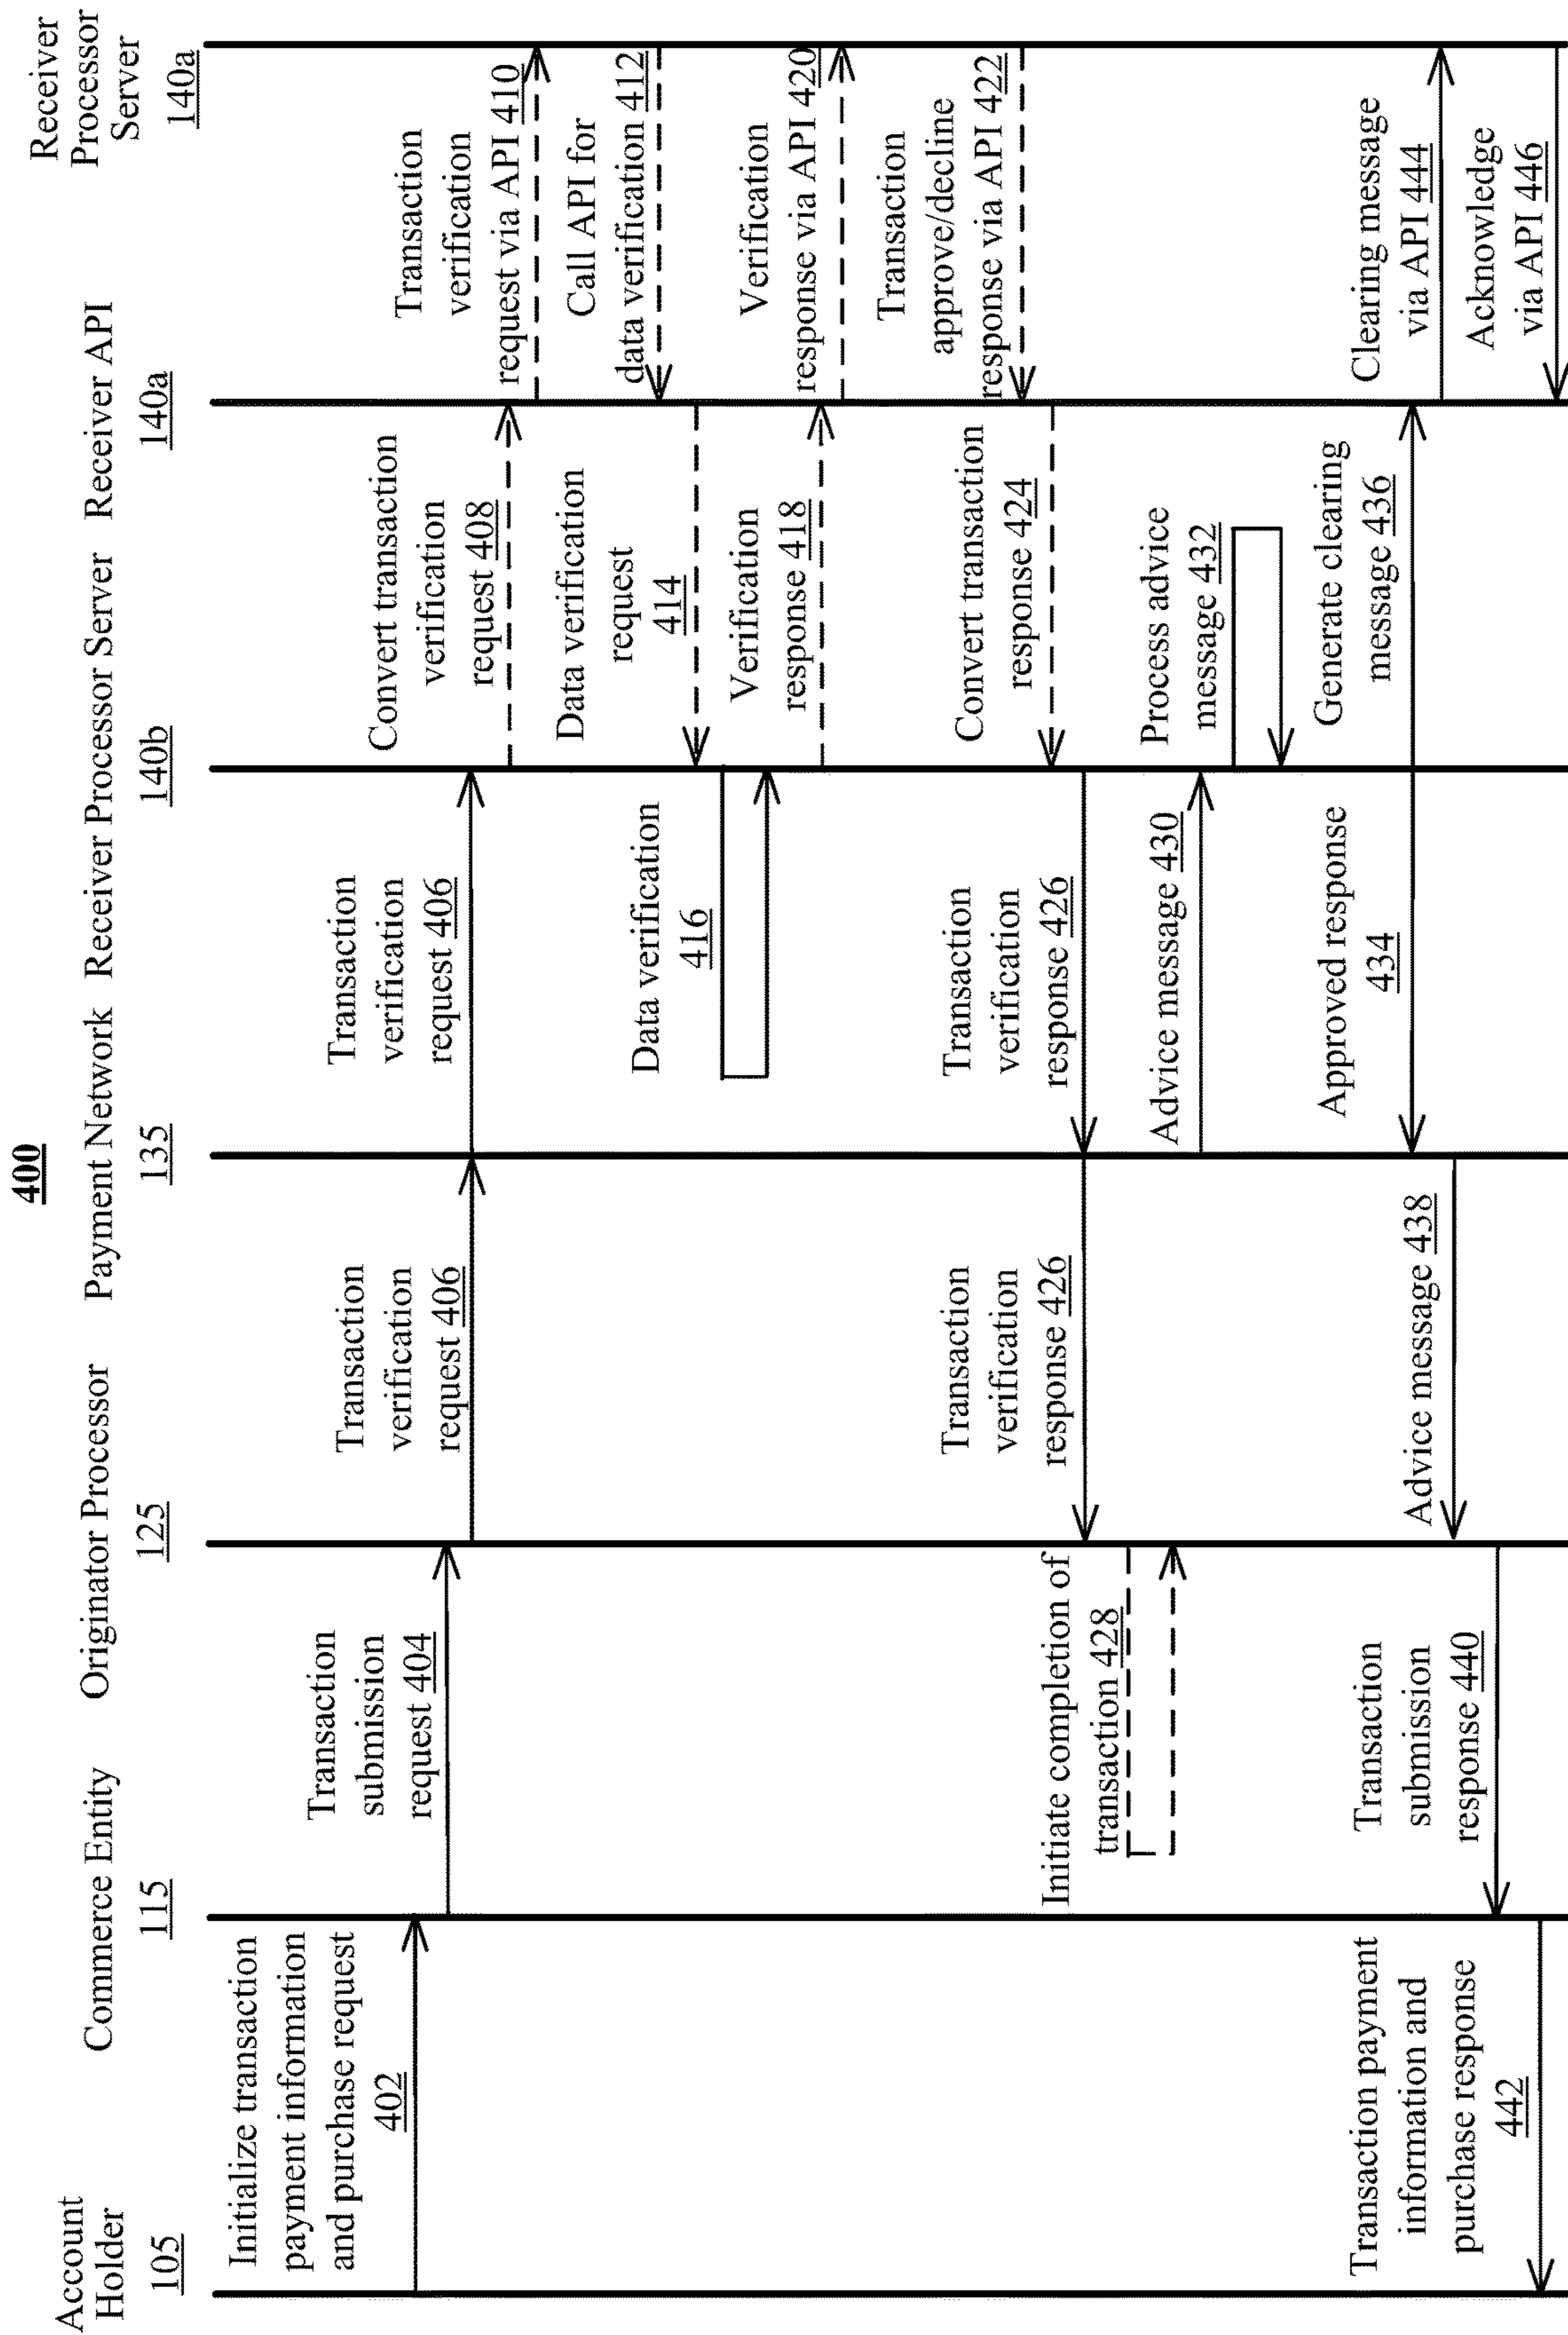 400
Account
Holder
105
Commerce Entity
115
Originator Processor
125
Payment Network
135
Receiver Processor Server
140b
Receiver API
140a
Receiver
Processor
Server
140a
Initialize transaction
payment information
and purchase request
402
Transaction
submission
request 404
Transaction
verification
request 406
Transaction
verification
request 406
Convert transaction
verification
request 408
Transaction
verification
request via API 410
Call API for
data verification 412
Data verification
request
414
Data verification
416
Verification
response 418
Verification
response via API 420
Transaction
approve/decline
response via API 422
Convert transaction
response 424
Transaction
verification
response 426
Transaction
verification
response 426
Initiate completion of
transaction 428
Advice message 430
Process advice
message 432
Approved response
434
Generate clearing
message 436
Advice message 438
Transaction
submission
response 440
Transaction payment
information and
purchase response
442
Clearing message
via API 444
Acknowledge
via API 446